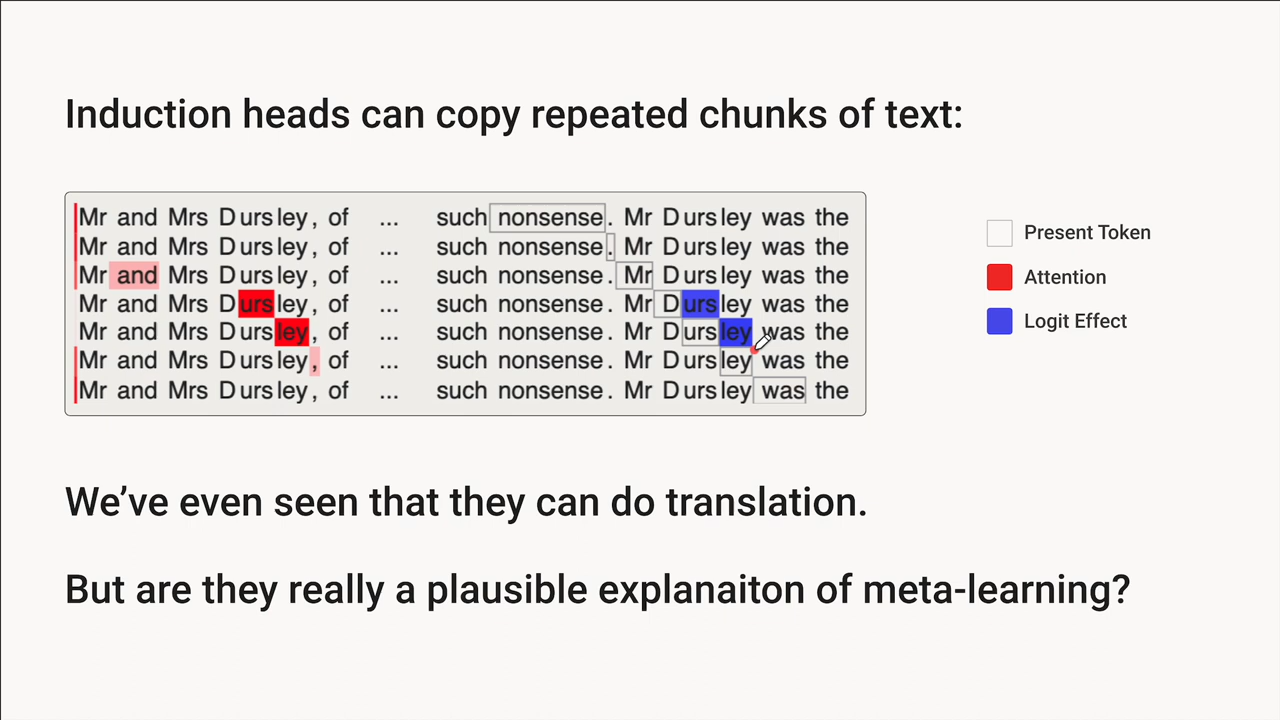 Induction heads can copy repeated chunks of text:
Mr and Mrs Dursley, of ... such nonsense. Mr Dursley was the
Mr and Mrs Dursley, of ... such nonsense. Mr Dursley was the
Mr and Mrs Dursley, of ... such nonsense. Mr Dursley was the
Mr and Mrs Dursley, of ... such nonsense. Mr Dursley was the
Mr and Mrs Dursley, of ... such nonsense. Mr Dursley was the
Mr and Mrs Dursley, of ... such nonsense. Mr Dursley was the
Mr and Mrs Dursley, of ... such nonsense. Mr Dursley was the
Present Token
Attention
Logit Effect
We've even seen that they can do translation.
But are they really a plausible explanaiton of meta-learning?